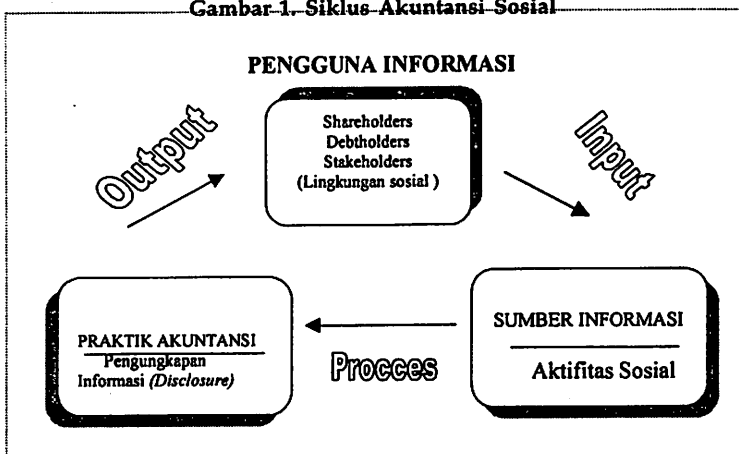 Gambar 1. Siklus Akuntansi Sosial
PENGGUNA INFORMASI
Output
Shareholders
Debtholders
Stakeholders
(Lingkungan sosial )
Input
PRAKTIK AKUNTANSI
Pengungkapan
Informasi (Disclosure)
Procces
SUMBER INFORMASI
Aktifitas Sosial